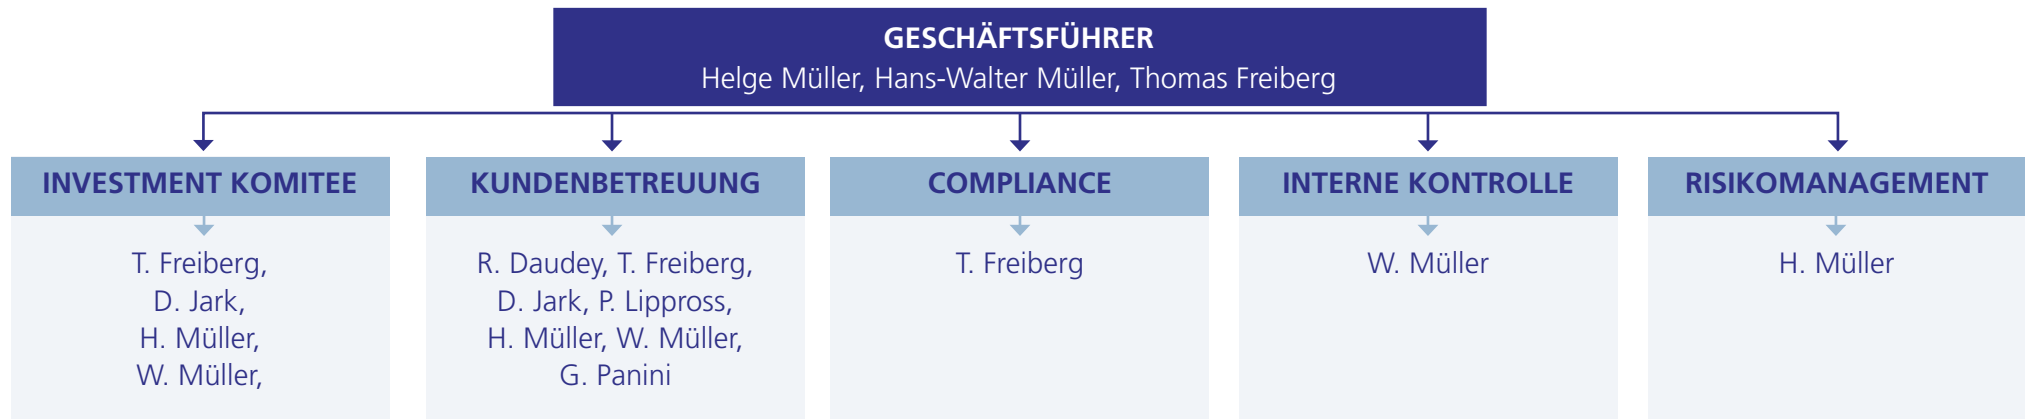 GESCHÄFTSFÜHRER
Helge Müller, Hans-Walter Müller, Thomas Freiberg
INVESTMENT KOMITEE
T. Freiberg,
D. Jark,
H. Müller,
W. Müller,
KUNDENBETREUUNG
R. Daudey, T. Freiberg,
D. Jark, P. Lippross,
H. Müller, W. Müller,
G. Panini
COMPLIANCE
T. Freiberg
INTERNE KONTROLLE
W. Müller
RISIKOMANAGEMENT
H. Müller